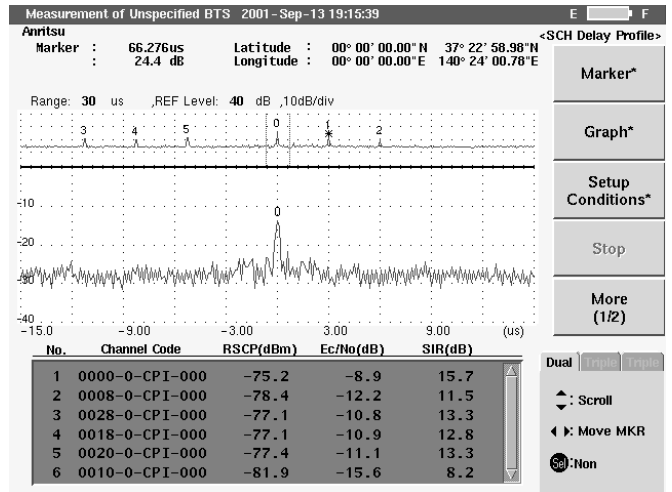 Measurement of Unspecified BTS 2001-Sep-13 19:15:39 E F
Anritsu <SCH Delay Profile>
Marker : 66.276us Latitude : 00° 00' 00.00" N 37° 22' 58.98"N
: 24.4 dB Longitude : 00° 00' 00.00"E 140° 24' 00.78"E
Marker*
Range: 30 us ,REF Level: 40 dB ,10dB/div
3 4 5 0 1 2
Graph*
-10
0
Setup
Conditions*
-20
Stop
-30
-40
-15.0 -9.00 -3.00 3.00 9.00 (us)
More
(1/2)
No. Channel Code RSCP(dBm) Ec/No(dB) SIR(dB)
1 0000-0-CPI-000 -75.2 -8.9 15.7
2 0008-0-CPI-000 -78.4 -12.2 11.5
3 0028-0-CPI-000 -77.1 -10.8 13.3
4 0018-0-CPI-000 -77.1 -10.9 12.8
5 0020-0-CPI-000 -77.4 -11.1 13.3
6 0010-0-CPI-000 -81.9 -15.6 8.2
Dual Triple Triple
: Scroll
: Move MKR
Sel :Non